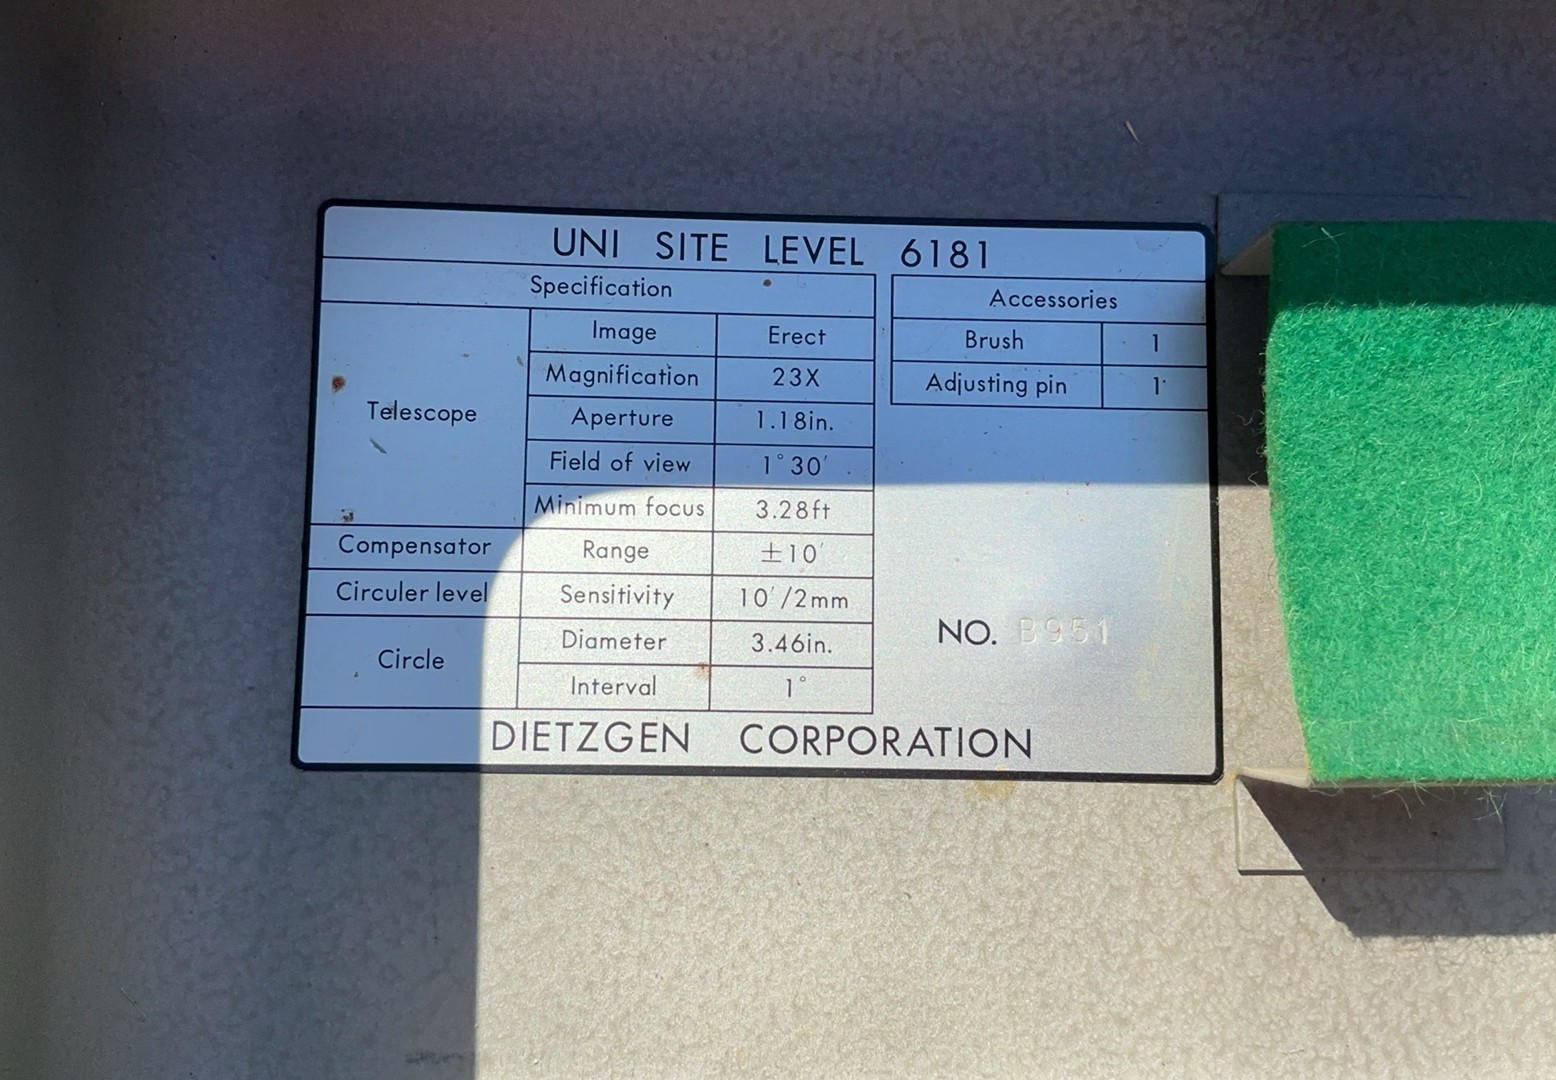 UNI SITE LEVEL 6181
Specification
Telescope
Image Erect
Magnification 23X
Aperture 1.18in.
Field of view 1°30′
Minimum focus 3.28ft
Compensator Range ±10′
Circuler level Sensitivity 10′/2mm
Circle
Diameter 3.46in.
Interval 1°
Accessories
Brush 1
Adjusting pin 1
NO. B951
DIETZGEN CORPORATION